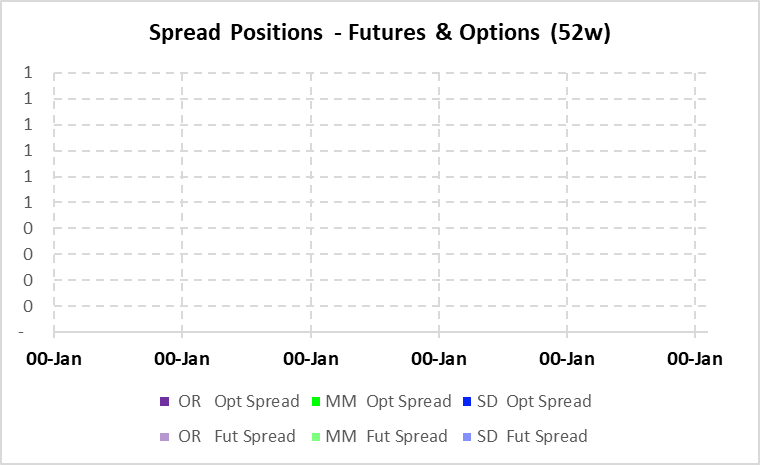 Spread Positions - Futures & Options (52w)
1
1
1
1
1
1
0
0
0
0
-
00-Jan 00-Jan 00-Jan 00-Jan 00-Jan 00-Jan
OR Opt Spread MM Opt Spread SD Opt Spread
OR Fut Spread MM Fut Spread SD Fut Spread